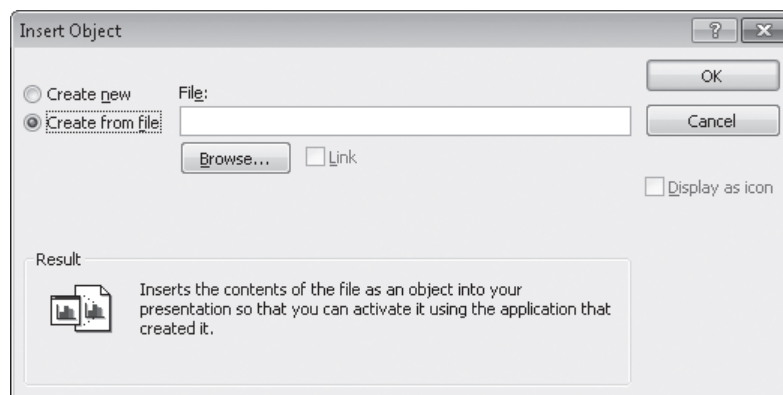 Insert Object
Create new
Create from file
File:
Browse...
Link
OK
Cancel
Display as icon
Result
Inserts the contents of the file as an object into your
presentation so that you can activate it using the application that
created it.